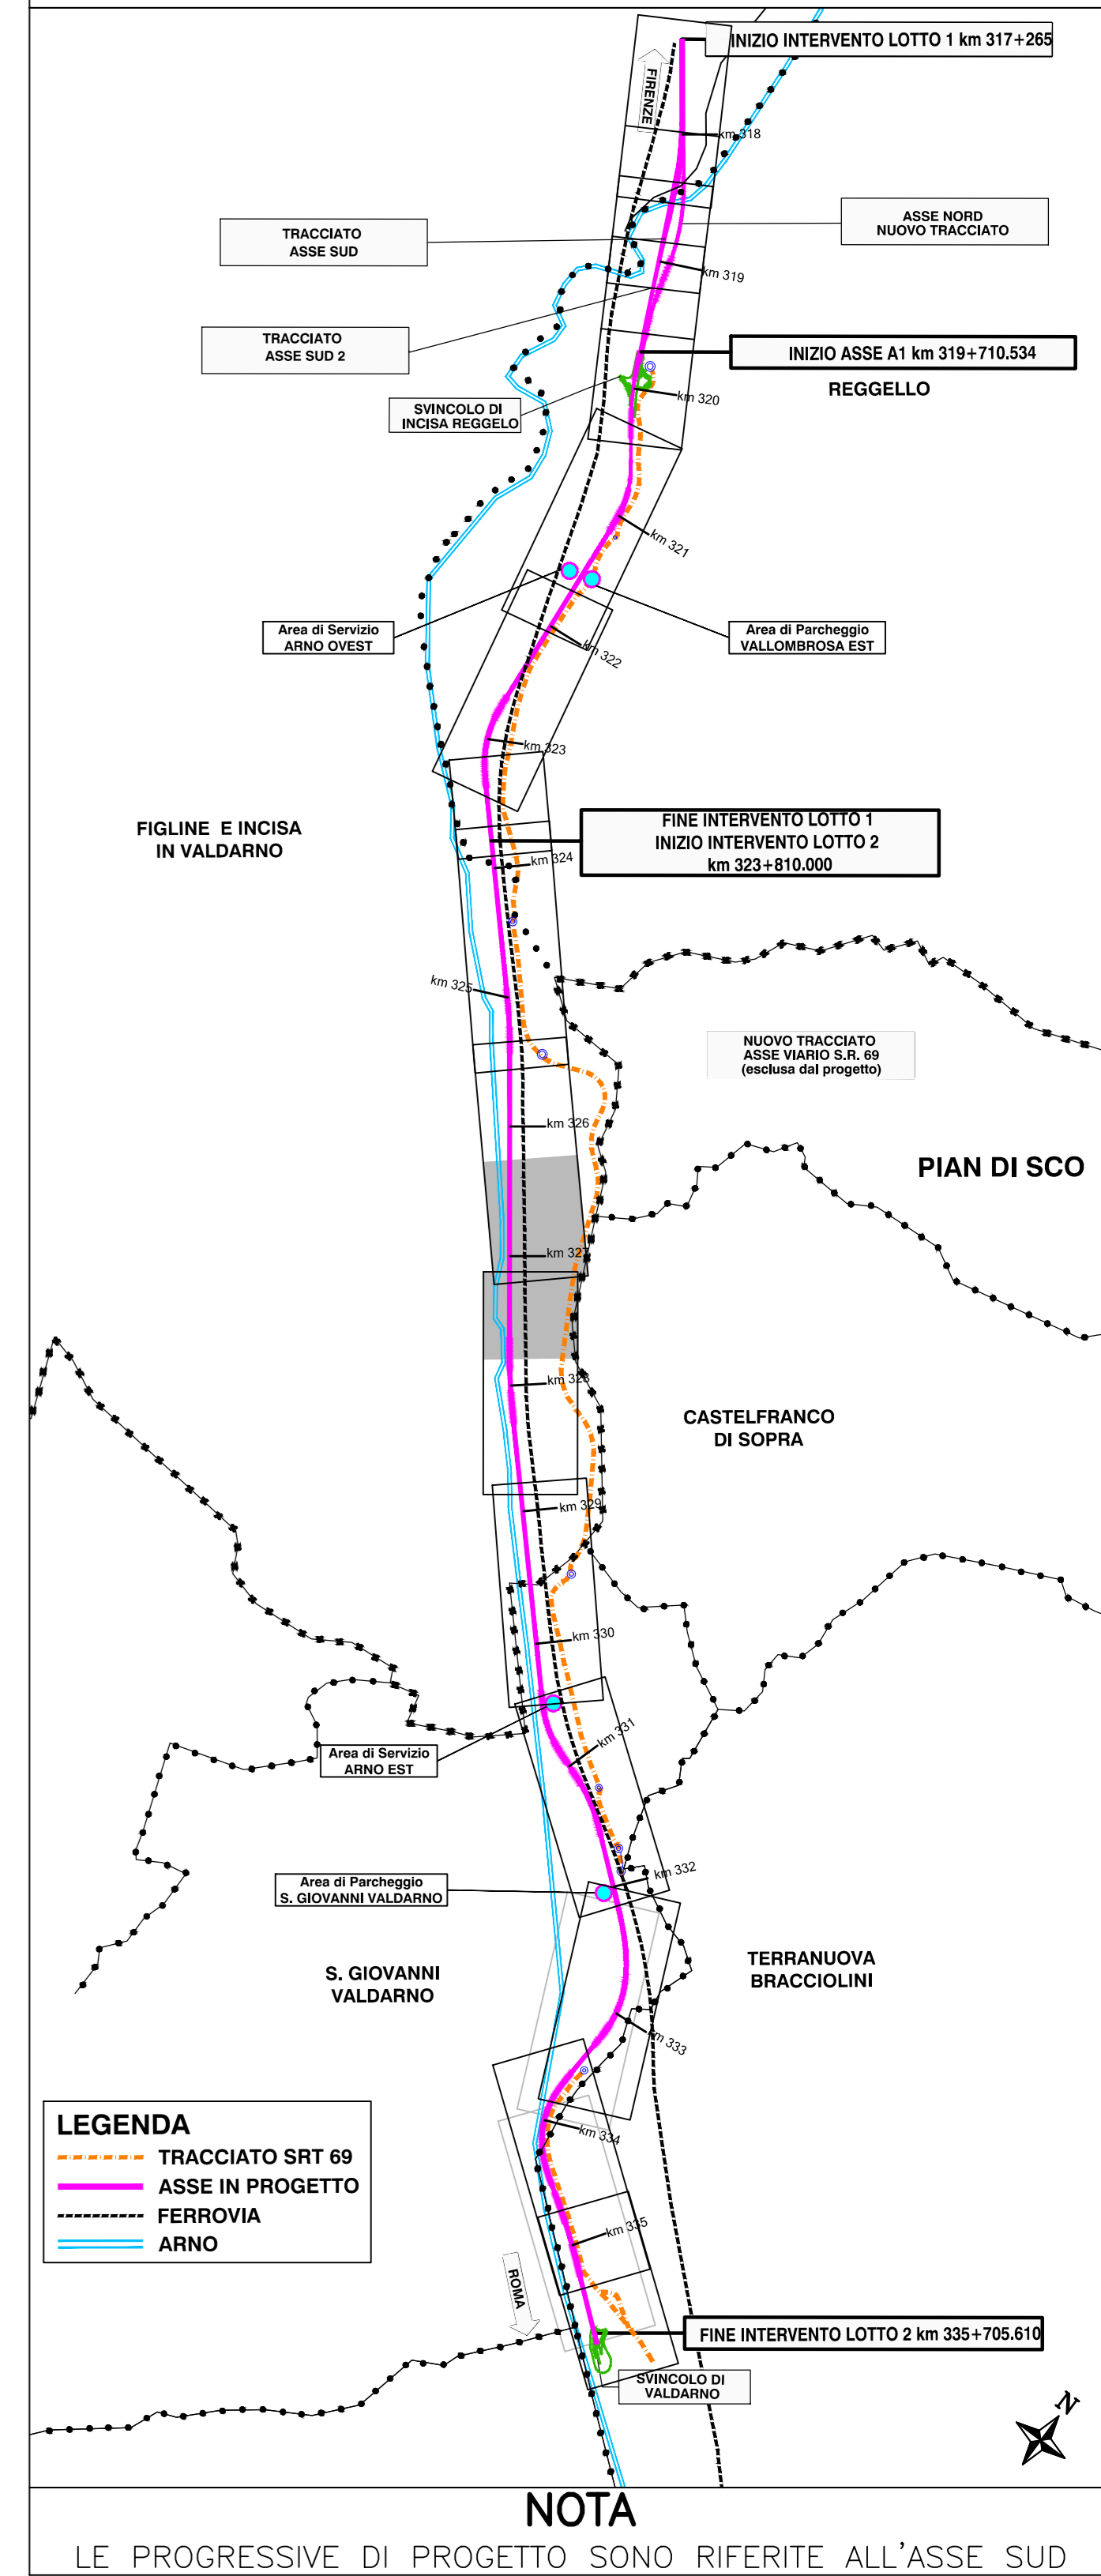 INIZIO INTERVENTO LOTTO 1 km 317+265
FIRENZE
km 318
ASSE NORD
NUOVO TRACCIATO
TRACCIATO
ASSE SUD
km 319
TRACCIATO
ASSE SUD 2
INIZIO ASSE A1 km 319+710.534
REGGELLO
km 320
SVINCOLO DI
INCISA REGGELO
km 321
Area di Servizio
ARNO OVEST
Area di Parcheggio
VALLOMBROSA EST
km 322
km 323
FIGLINE E INCISA
IN VALDARNO
FINE INTERVENTO LOTTO 1
INIZIO INTERVENTO LOTTO 2
km 323+810.000
km 324
km 325
NUOVO TRACCIATO
ASSE VIARIO S.R. 69
(esclusa dal progetto)
km 326
PIAN DI SCO
km 327
km 328
CASTELFRANCO
DI SOPRA
km 329
km 330
km 331
Area di Servizio
ARNO EST
km 332
Area di Parcheggio
S. GIOVANNI VALDARNO
TERRANUOVA
BRACCIOLINI
S. GIOVANNI
VALDARNO
km 333
km 334
LEGENDA
TRACCIATO SRT 69
ASSE IN PROGETTO
FERROVIA
ARNO
km 335
ROMA
FINE INTERVENTO LOTTO 2 km 335+705.610
SVINCOLO DI
VALDARNO
N
NOTA
LE PROGRESSIVE DI PROGETTO SONO RIFERITE ALL'ASSE SUD